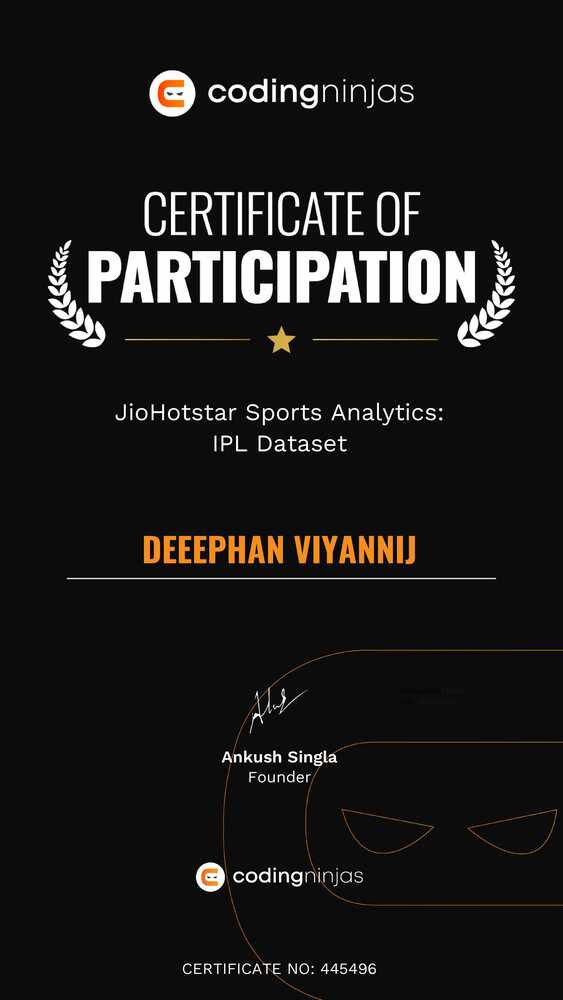 codingninjas
CERTIFICATE OF
PARTICIPATION
JioHotstar Sports Analytics:
IPL Dataset
DEEEPHAN VIYANNIJ
Ankush Singla
Founder
codingninjas
CERTIFICATE NO: 445496